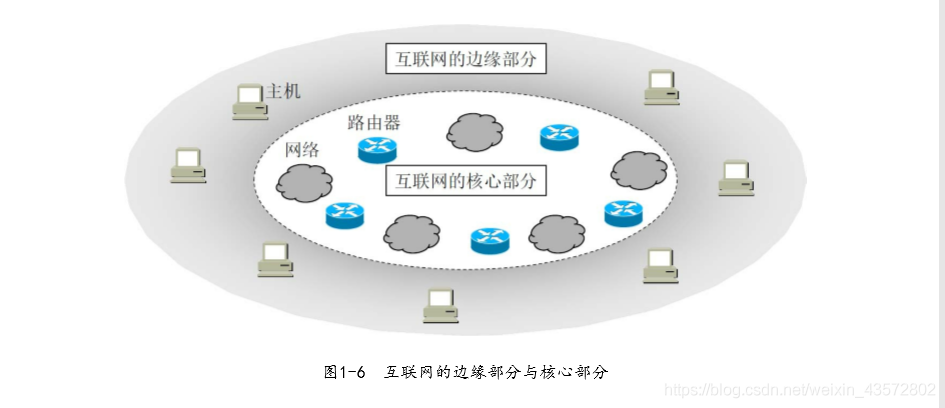 互联网的边缘部分
主机
路由器
网络
互联网的核心部分
图1-6 互联网的边缘部分与核心部分
https://blog.csdn.net/weixin_43572802